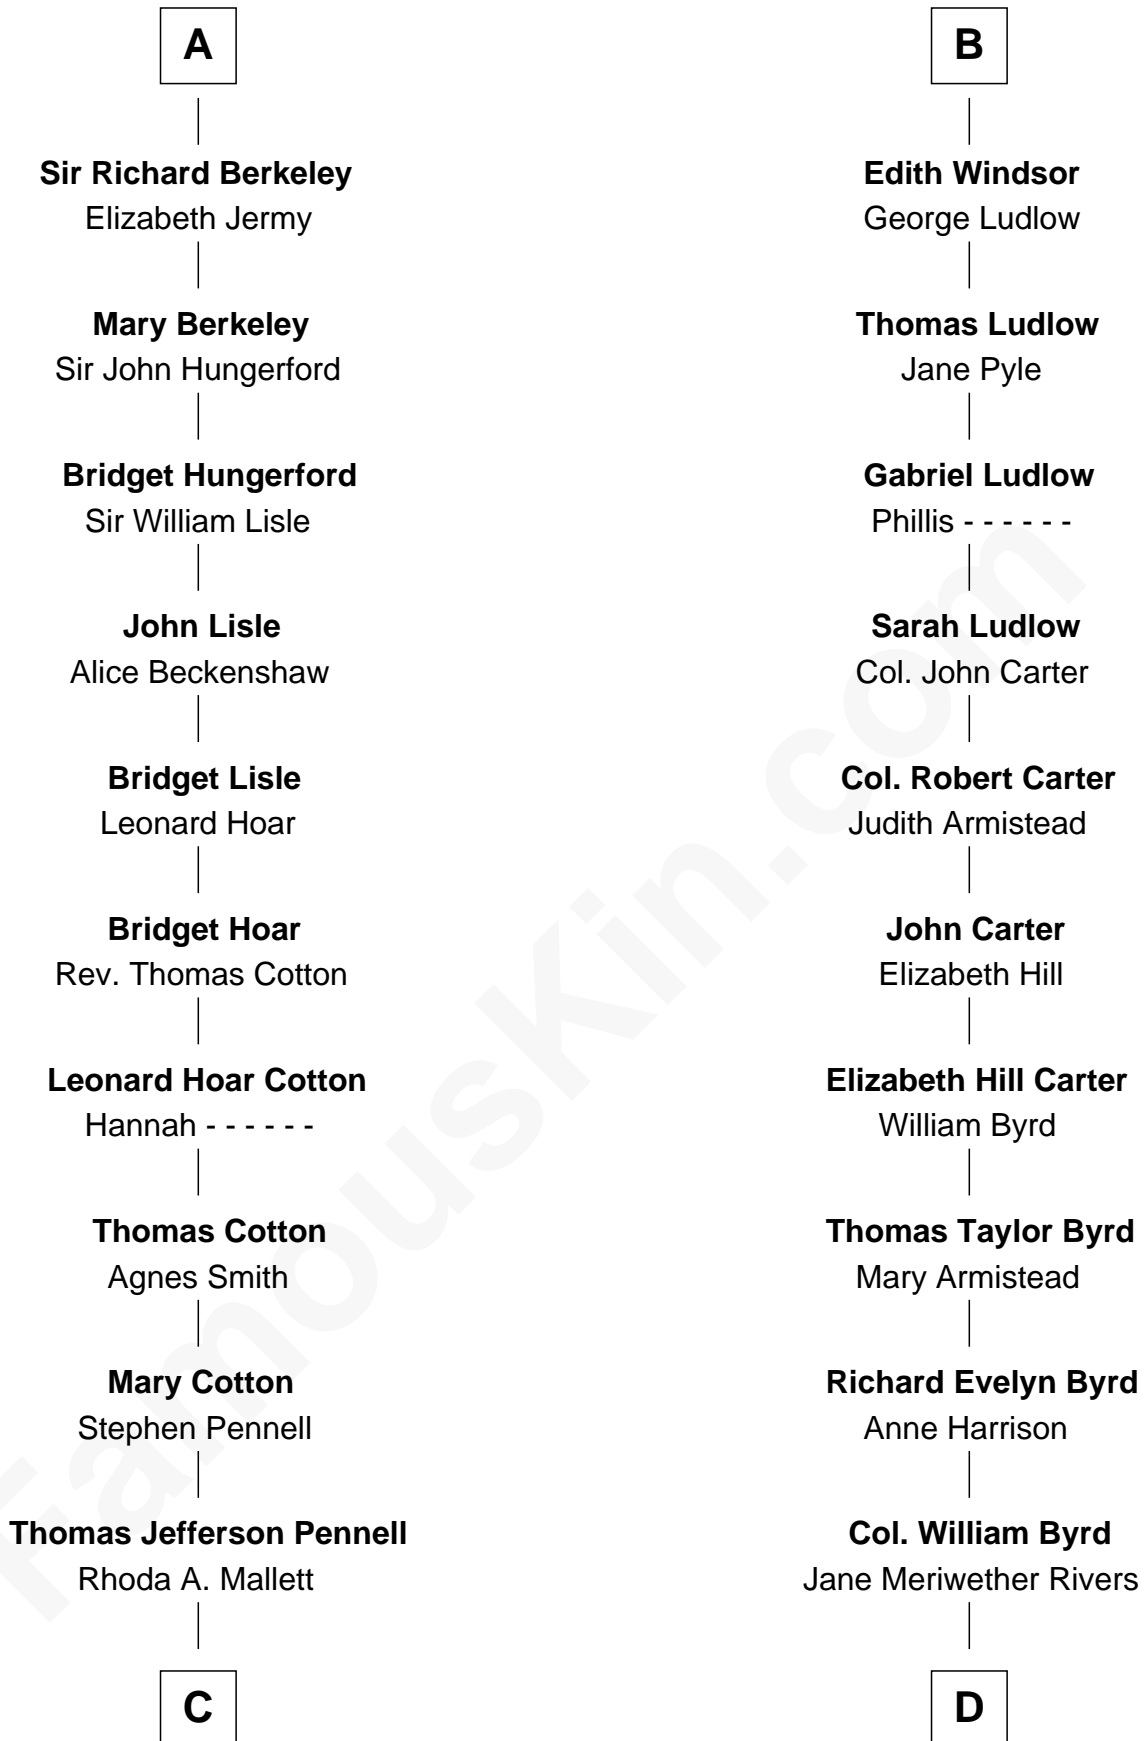 A
Sir Richard Berkeley
Elizabeth Jermy
Mary Berkeley
Sir John Hungerford
Bridget Hungerford
Sir William Lisle
John Lisle
Alice Beckenshaw
Bridget Lisle
Leonard Hoar
Bridget Hoar
Rev. Thomas Cotton
Leonard Hoar Cotton
Hannah - - - - - -
Thomas Cotton
Agnes Smith
Mary Cotton
Stephen Pennell
Thomas Jefferson Pennell
Rhoda A. Mallett
C
B
Edith Windsor
George Ludlow
Thomas Ludlow
Jane Pyle
Gabriel Ludlow
Phillis - - - - - -
Sarah Ludlow
Col. John Carter
Col. Robert Carter
Judith Armistead
John Carter
Elizabeth Hill
Elizabeth Hill Carter
William Byrd
Thomas Taylor Byrd
Mary Armistead
Richard Evelyn Byrd
Anne Harrison
Col. William Byrd
Jane Meriwether Rivers
D
FamousKin.com